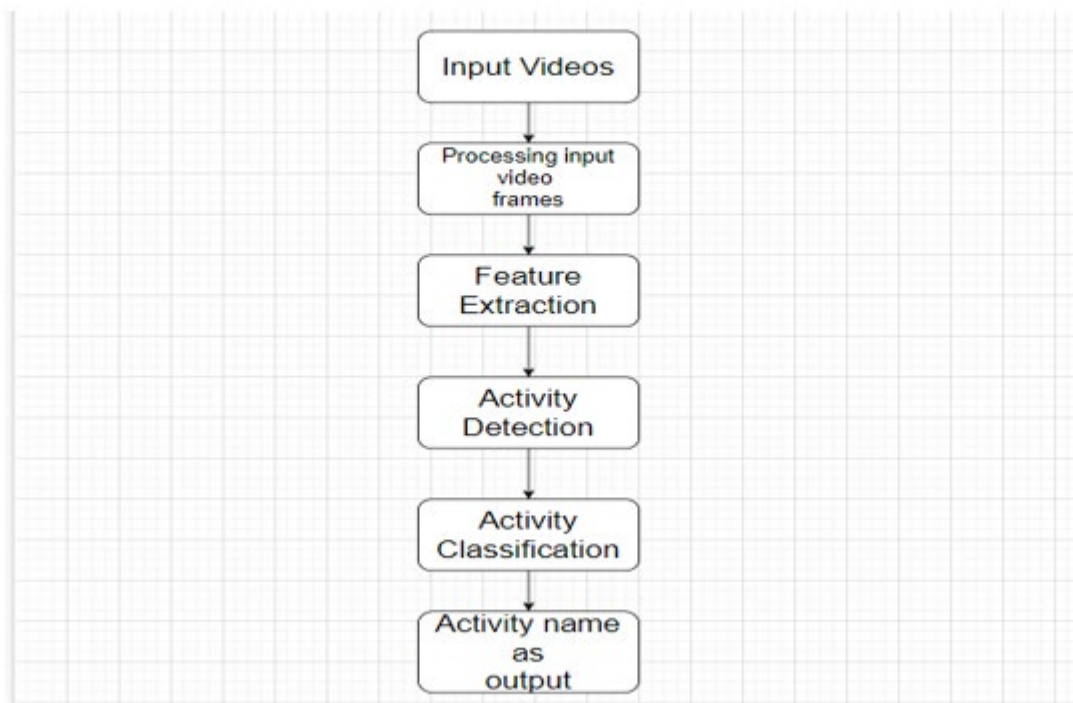 Input Videos
Processing input
video
frames
Feature
Extraction
Activity
Detection
Activity
Classification
Activity name
as
output